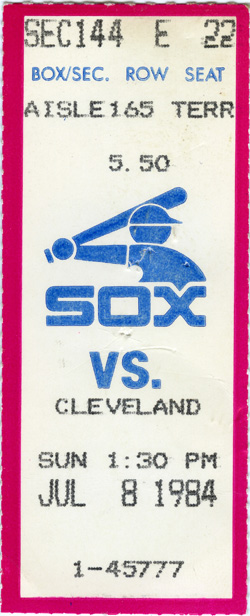 SEC144 E 22
BOX/SEC. ROW SEAT
AISLE165 TERR
5.50
SOX
VS.
CLEVELAND
SUN 1:30 PM
JUL 8 1984
1-45777